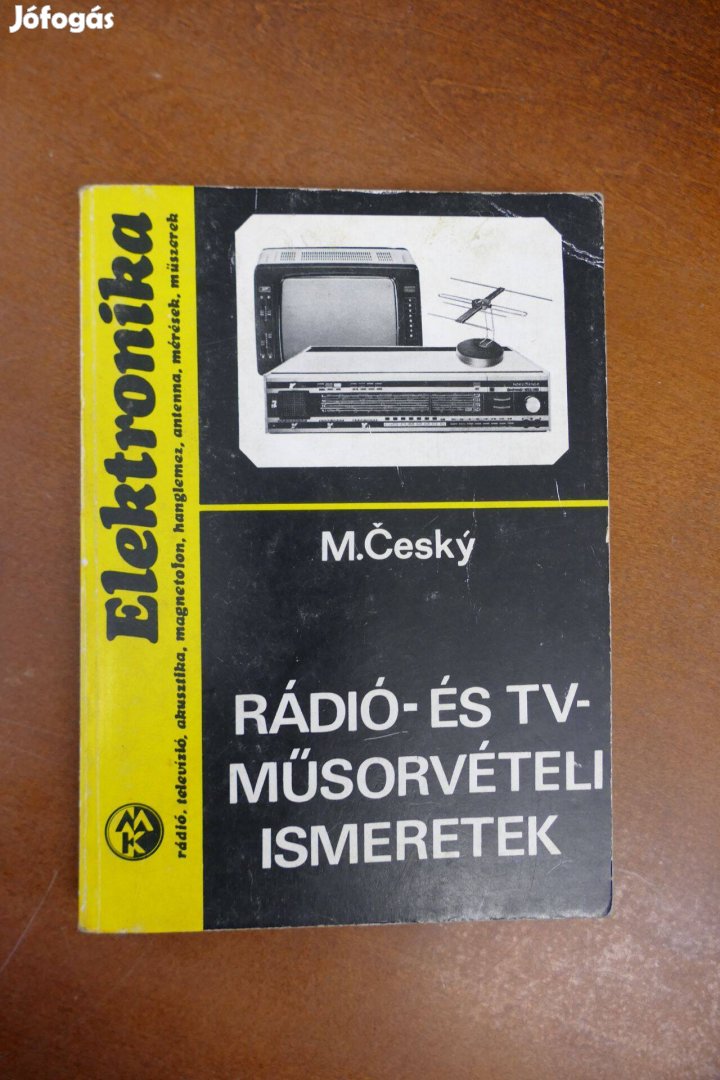 Jófogás
Elektronika
rádió, televízió, akusztika, magnetofon, hanglemez, antenna, mérések, műszerek
M.Český
RÁDIÓ- ÉS TV-
MŰSORVÉTELI
ISMERETEK